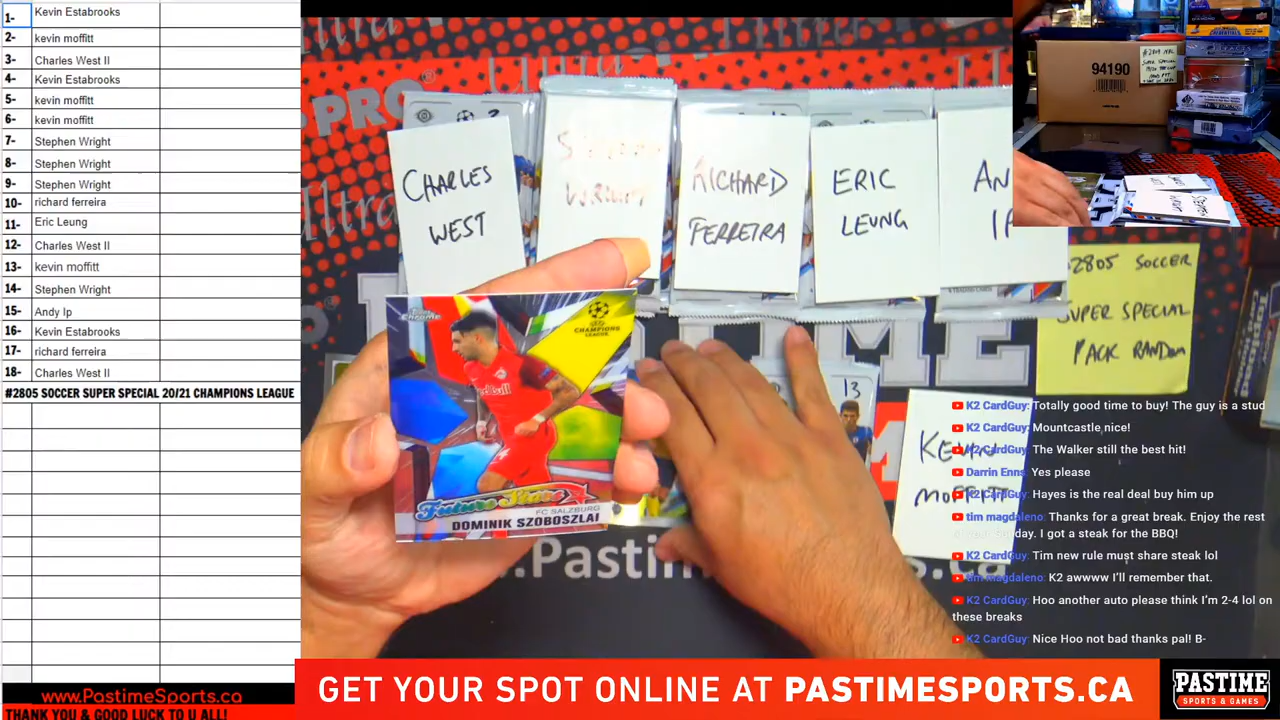 1- Kevin Estabrooks
2- kevin moffitt
3- Charles West II
4- Kevin Estabrooks
5- kevin moffitt
6- kevin moffitt
7- Stephen Wright
8- Stephen Wright
9- Stephen Wright
10- richard ferreira
11- Eric Leung
12- Charles West II
13- kevin moffitt
14- Stephen Wright
15- Andy Ip
16- Kevin Estabrooks
17- richard ferreira
18- Charles West II
#2805 SOCCER SUPER SPECIAL 20/21 CHAMPIONS LEAGUE
www.PastimeSports.ca
THANK YOU & GOOD LUCK TO U ALL!
CHARLES
WEST
RICHARD
FERREIRA
ERIC
LEUNG
AN
IP
94190
#2805 SOCCER
SUPER SPECIAL
PACK RANDOM
13
KEVIN
MOFFITT
Chrome
CHAMPIONS
LEAGUE
Red Bull
Future Stars
FC SALZBURG
DOMINIK SZOBOSZLAI
K2 CardGuy: Totally good time to buy! The guy is a stud
K2 CardGuy: Mountcastle nice!
K2 CardGuy: The Walker still the best hit!
Darrin Enns: Yes please
K2 CardGuy: Hayes is the real deal buy him up
tim magdaleno: Thanks for a great break. Enjoy the rest
day. I got a steak for the BBQ!
K2 CardGuy: Tim new rule must share steak lol
tim magdaleno: K2 awwww I'll remember that.
K2 CardGuy: Hoo another auto please think I'm 2-4 lol on
these breaks
K2 CardGuy: Nice Hoo not bad thanks pal! B-
GET YOUR SPOT ONLINE AT PASTIMESPORTS.CA
PASTIME
SPORTS & GAMES